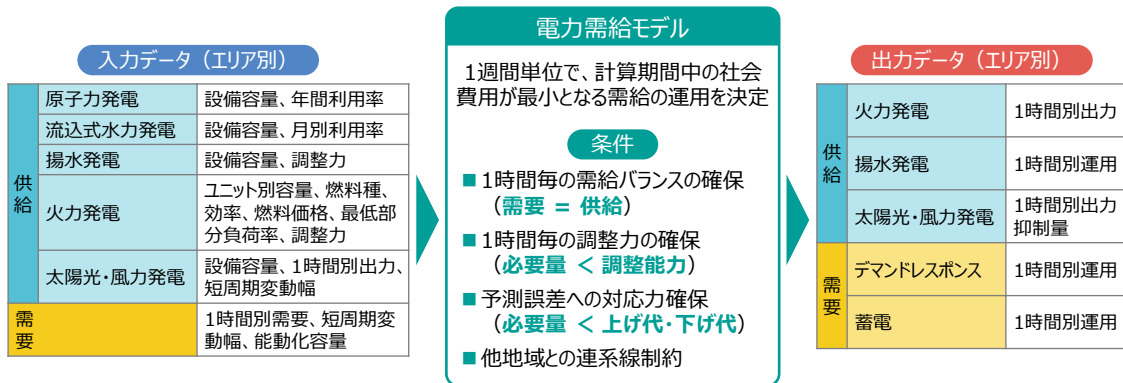 入力データ（エリア別）
供給
原子力発電
設備容量、年間利用率
流込式水力発電
設備容量、月別利用率
揚水発電
設備容量、調整力
火力発電
ユニット別容量、燃料種、
効率、燃料価格、最低部
分負荷率、調整力
太陽光・風力発電
設備容量、1時間別出力、
短周期変動幅
需要
1時間別需要、短周期変
動幅、能動化容量
電力需給モデル
1週間単位で、計算期間中の社会
費用が最小となる需給の運用を決定
条件
■1時間毎の需給バランスの確保
（需要 = 供給）
■1時間毎の調整力の確保
（必要量 < 調整能力）
■予測誤差への対応力確保
（必要量 < 上げ代・下げ代）
■他地域との連系線制約
出力データ（エリア別）
供給
火力発電
1時間別出力
揚水発電
1時間別運用
太陽光・風力発電
1時間別出力
抑制量
需要
デマンドレスポンス
1時間別運用
蓄電
1時間別運用